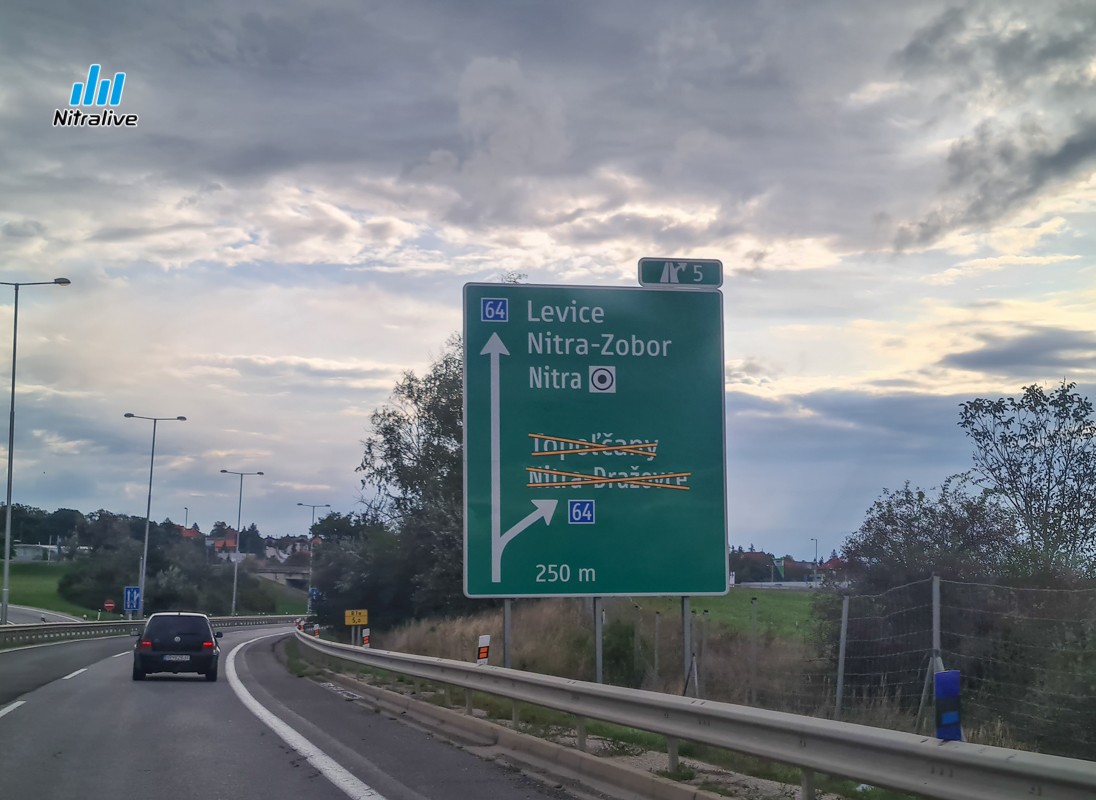 Nitralive
5
64 Levice
Nitra-Zobor
Nitra
Topoľčany
Nitra-Dražovce
64
250 m